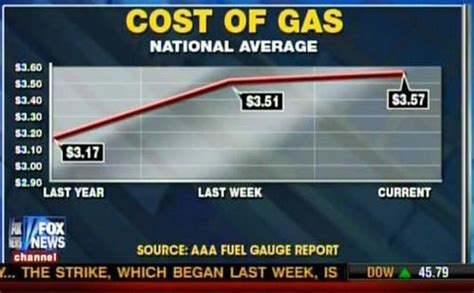 COST OF GAS
NATIONAL AVERAGE
$3.60
$3.50
$3.40
$3.30
$3.20
$3.10
$3.00
$2.90
$3.17
$3.51
$3.57
LAST YEAR
LAST WEEK
CURRENT
FOX
NEWS
channel
SOURCE: AAA FUEL GAUGE REPORT
... THE STRIKE, WHICH BEGAN LAST WEEK, IS
DOW ▲ 45.79